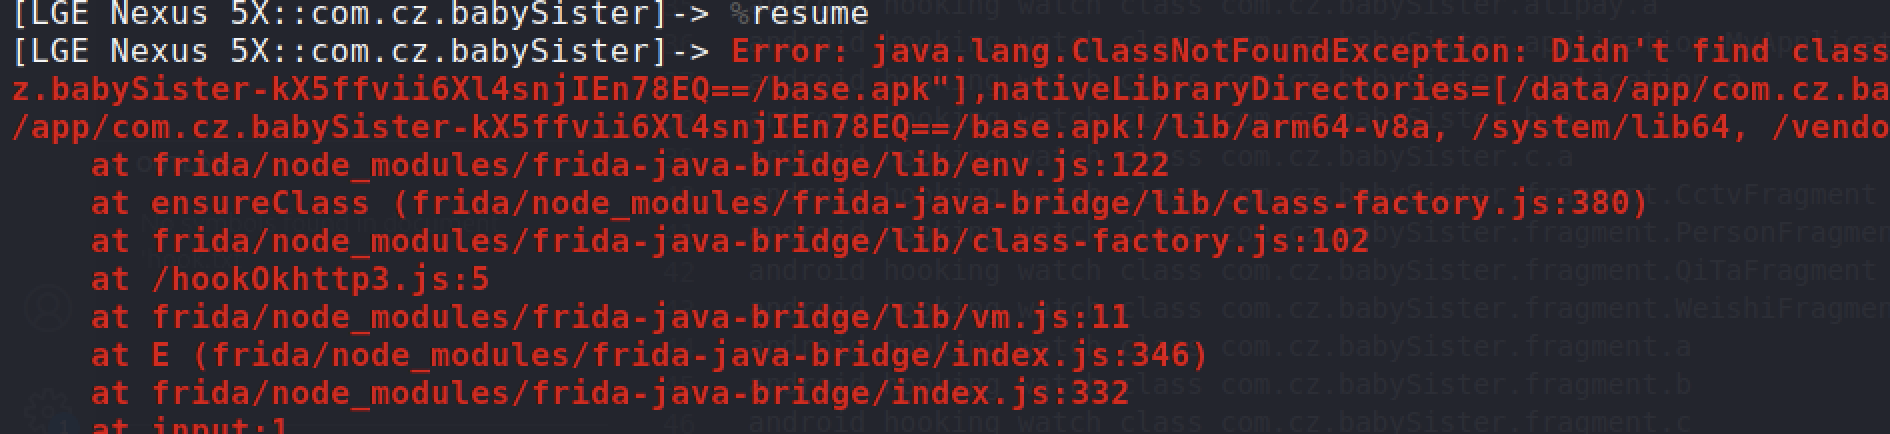 [LGE Nexus 5X::com.cz.babySister]-> %resume
[LGE Nexus 5X::com.cz.babySister]-> Error: java.lang.ClassNotFoundException: Didn't find class
z.babySister-kX5ffvii6Xl4snjIEn78EQ==/base.apk"],nativeLibraryDirectories=[/data/app/com.cz.ba
/app/com.cz.babySister-kX5ffvii6Xl4snjIEn78EQ==/base.apk!/lib/arm64-v8a, /system/lib64, /vendo
at frida/node_modules/frida-java-bridge/lib/env.js:122
at ensureClass (frida/node_modules/frida-java-bridge/lib/class-factory.js:380)
at frida/node_modules/frida-java-bridge/lib/class-factory.js:102
at /hookOkhttp3.js:5
at frida/node_modules/frida-java-bridge/lib/vm.js:11
at E (frida/node_modules/frida-java-bridge/index.js:346)
at frida/node_modules/frida-java-bridge/index.js:332
at input:1